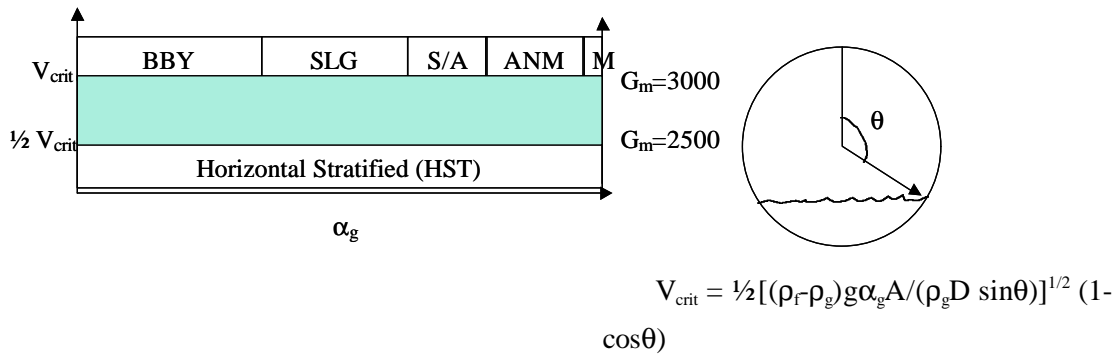 BBY SLG S/A ANM M
V_crit
G_m=3000
θ
½ V_crit
G_m=2500
Horizontal Stratified (HST)
α_g
V_crit = ½[(ρ_f-ρ_g)gα_gA/(ρ_gD sinθ)]^1/2 (1-
cosθ)